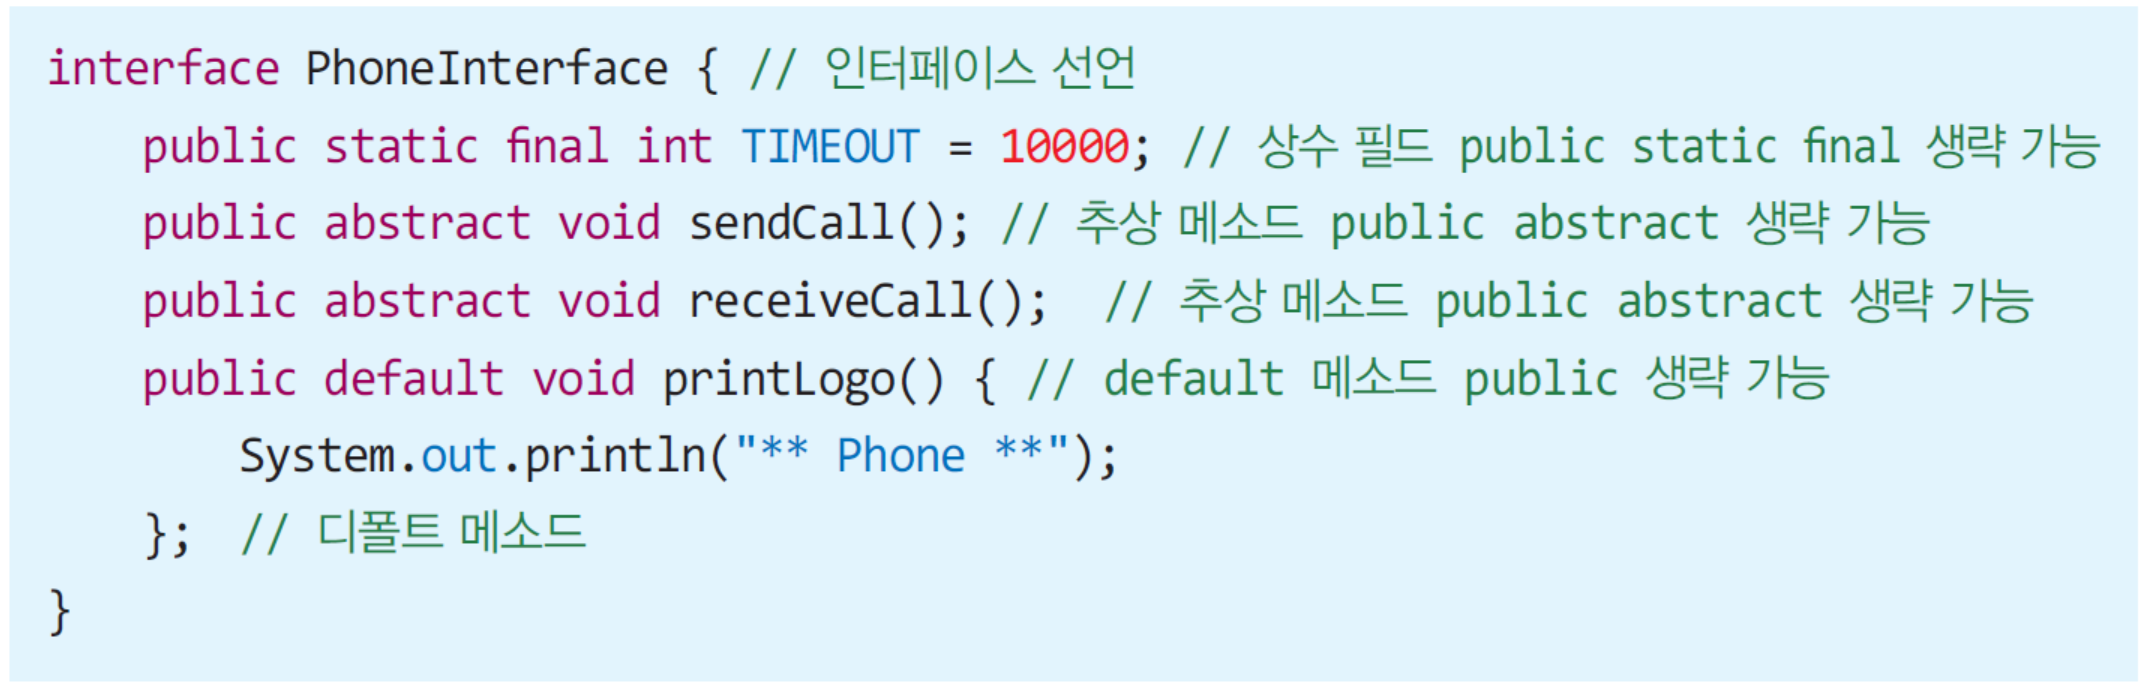 interface PhoneInterface { // 인터페이스 선언
public static final int TIMEOUT = 10000; // 상수 필드 public static final 생략 가능
public abstract void sendCall(); // 추상 메소드 public abstract 생략 가능
public abstract void receiveCall(); // 추상 메소드 public abstract 생략 가능
public default void printLogo() { // default 메소드 public 생략 가능
System.out.println("** Phone **");
}; // 디폴트 메소드
}